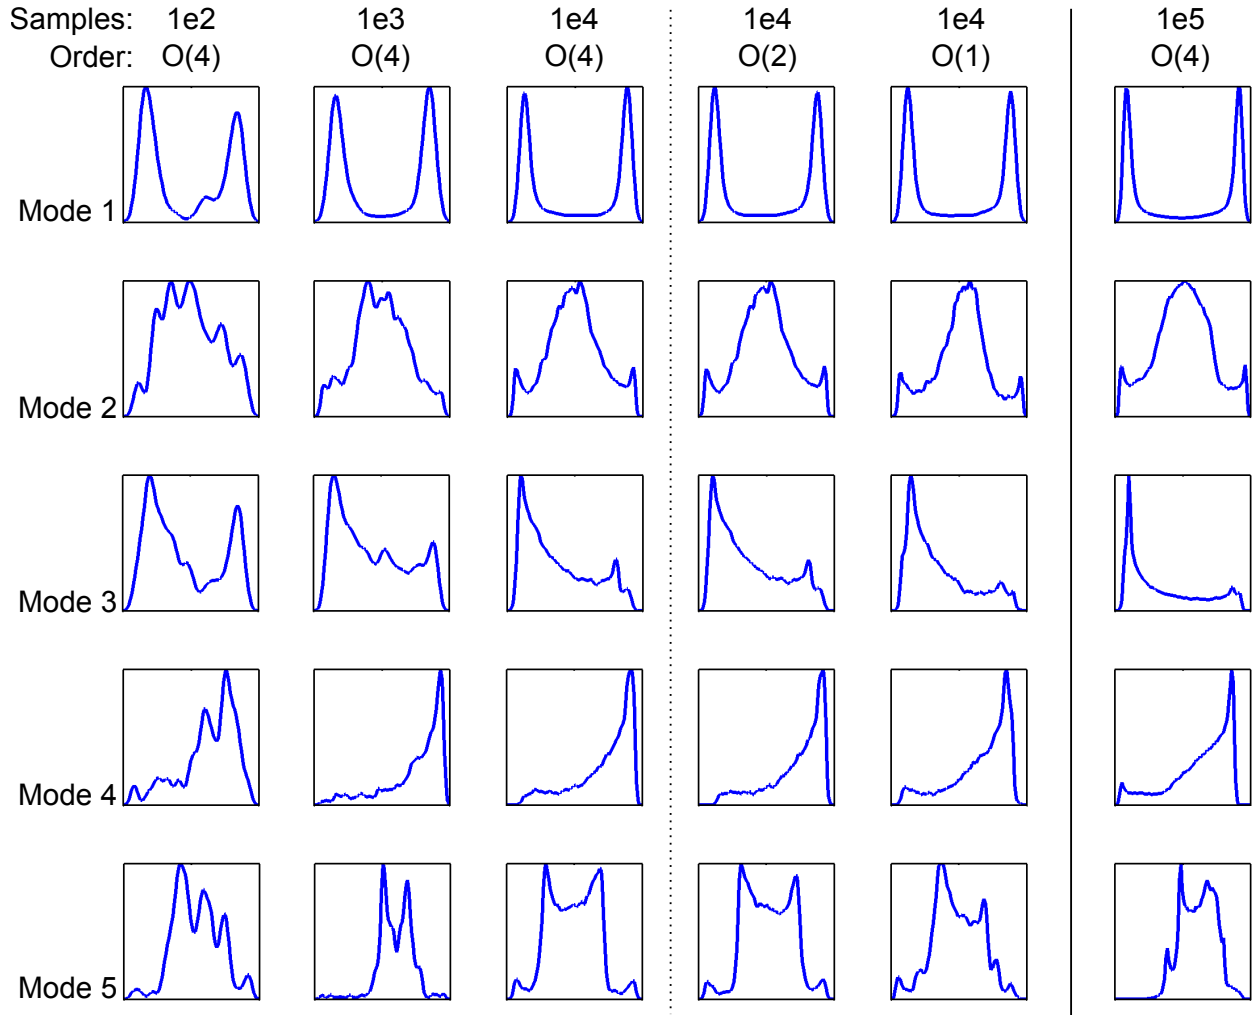 Samples: 1e2 1e3 1e4 1e4 1e4 1e5
Order: O(4) O(4) O(4) O(2) O(1) O(4)
Mode 1
Mode 2
Mode 3
Mode 4
Mode 5